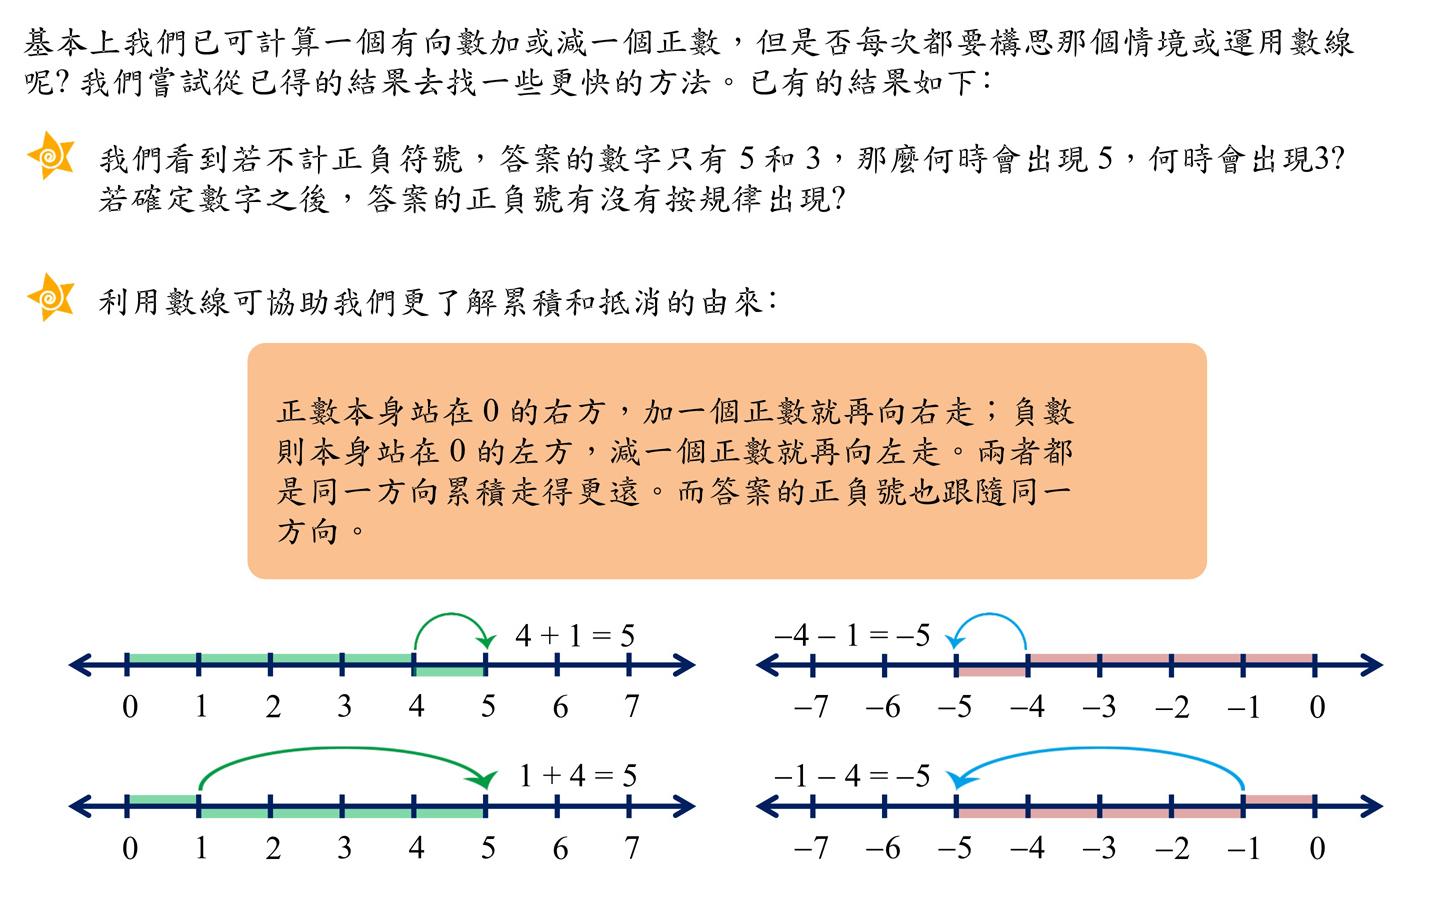 基本上我們已可計算一個有向數加或減一個正數，但是否每次都要構思那個情境或運用數線
呢? 我們嘗試從已得的結果去找一些更快的方法。已有的結果如下：
我們看到若不計正負符號，答案的數字只有 5 和 3，那麼何時會出現 5，何時會出現3?
若確定數字之後，答案的正負號有沒有按規律出現?
利用數線可協助我們更了解累積和抵消的由來：
正數本身站在 0 的右方，加一個正數就再向右走；負數
則本身站在 0 的左方，減一個正數就再向左走。兩者都
是同一方向累積走得更遠。而答案的正負號也跟隨同一
方向。
4 + 1 = 5
0 1 2 3 4 5 6 7
–4 – 1 = –5
–7 –6 –5 –4 –3 –2 –1 0
1 + 4 = 5
0 1 2 3 4 5 6 7
–1 – 4 = –5
–7 –6 –5 –4 –3 –2 –1 0